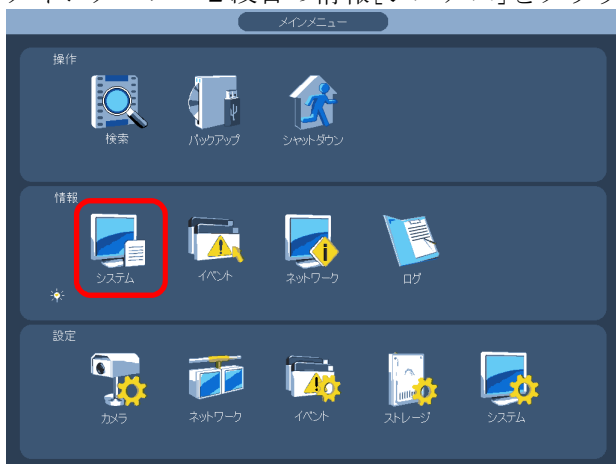 メインメニュー
操作
検索
バックアップ
シャットダウン
情報
システム
イベント
ネットワーク
ログ
設定
カメラ
ネットワーク
イベント
ストレージ
システム